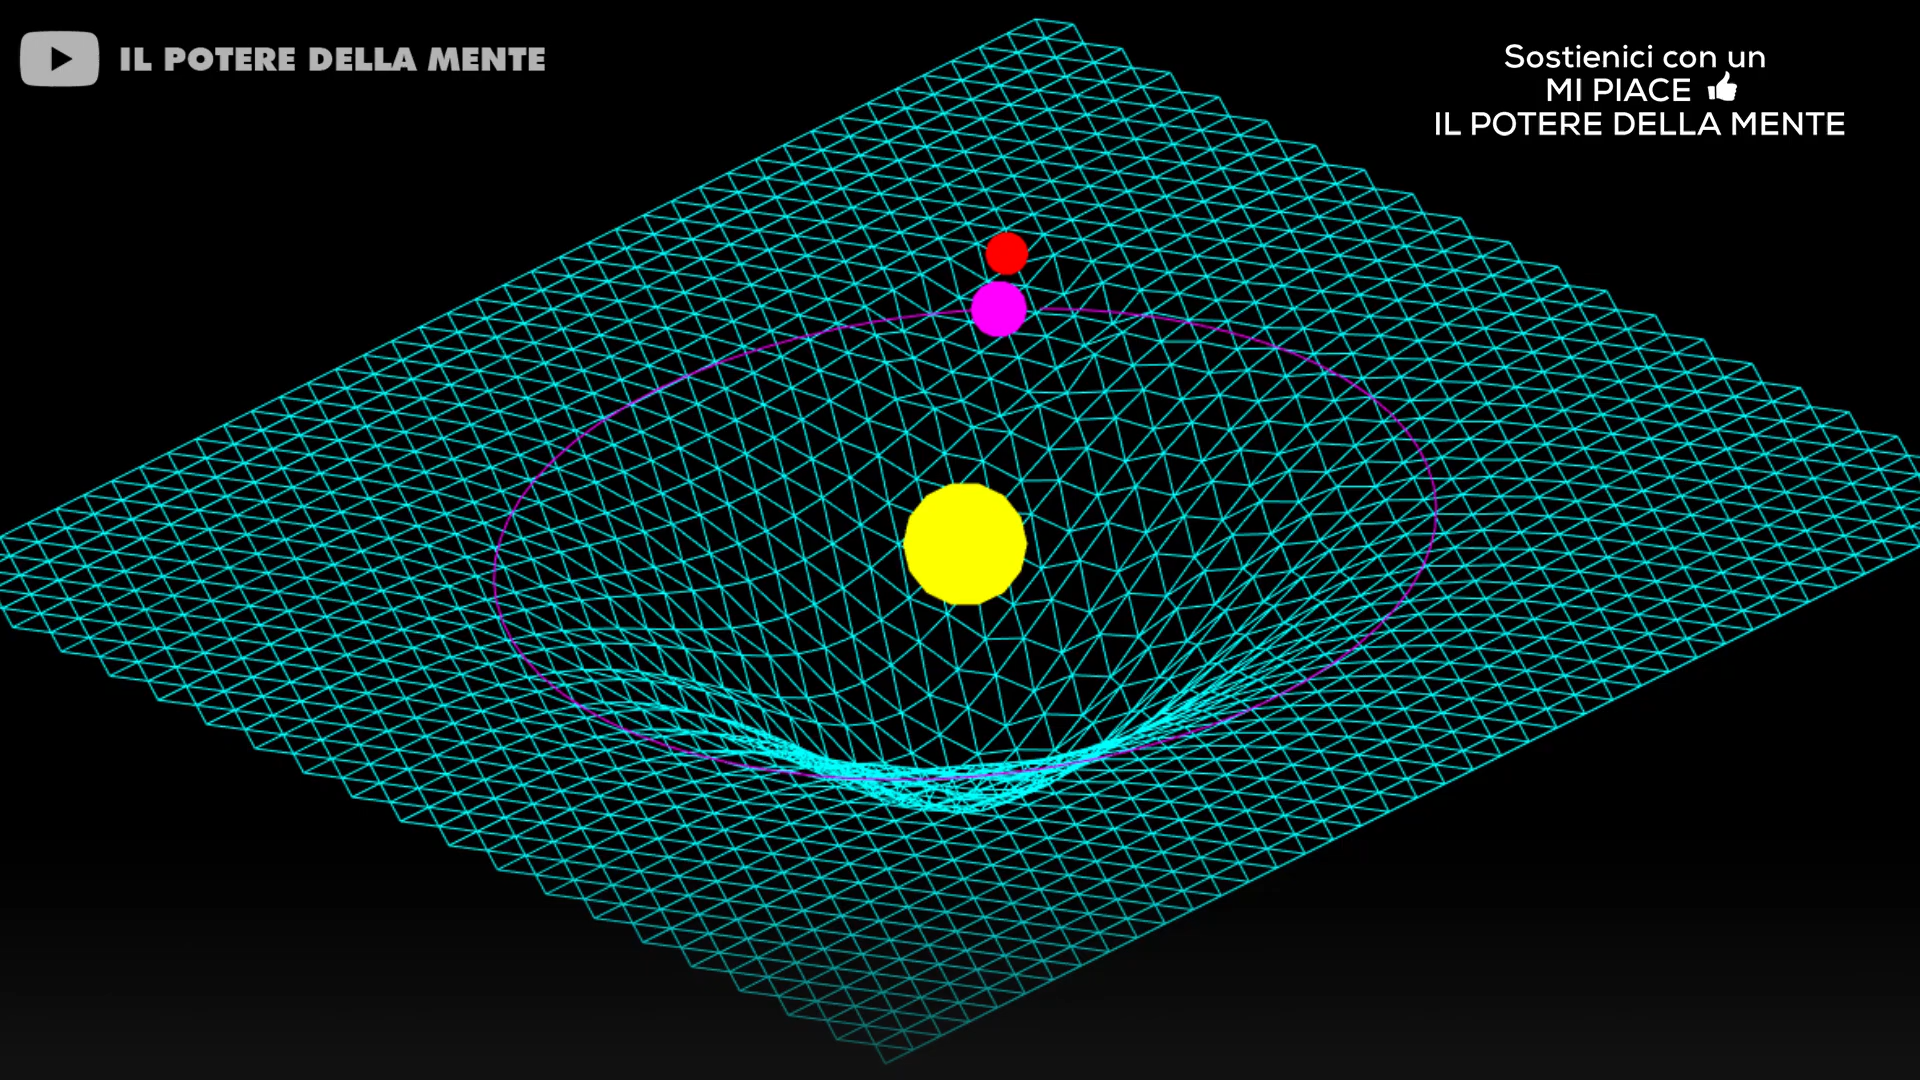 IL POTERE DELLA MENTE
Sostienici con un
MI PIACE
IL POTERE DELLA MENTE